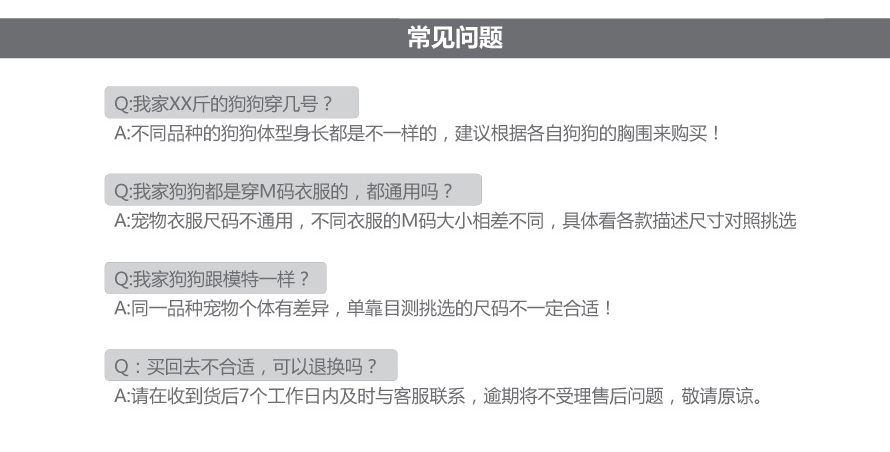 常见问题
Q:我家XX斤的狗狗穿几号？
A:不同品种的狗狗体型身长都是不一样的，建议根据各自狗狗的胸围来购买！
Q:我家狗狗都是穿M码衣服的，都通用吗？
A:宠物衣服尺码不通用，不同衣服的M码大小相差不同，具体看各款描述尺寸对照挑选
Q:我家狗狗跟模特一样？
A:同一品种宠物个体有差异，单靠目测挑选的尺码不一定合适！
Q：买回去不合适，可以退换吗？
A:请在收到货后7个工作日内及时与客服联系，逾期将不受理售后问题，敬请原谅。